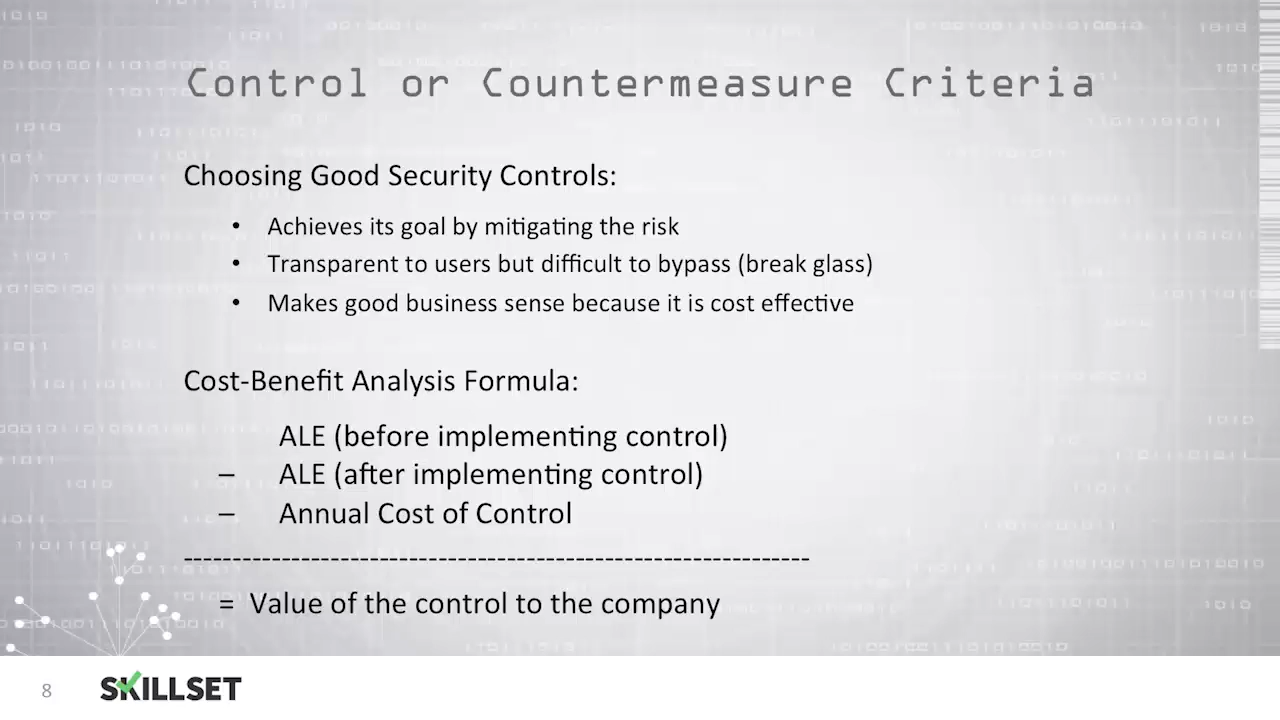 Control or Countermeasure Criteria
Choosing Good Security Controls:
• Achieves its goal by mitigating the risk
• Transparent to users but difficult to bypass (break glass)
• Makes good business sense because it is cost effective
Cost-Benefit Analysis Formula:
ALE (before implementing control)
– ALE (after implementing control)
– Annual Cost of Control
----------------------------------------------------------------
= Value of the control to the company
8 SKILLSET